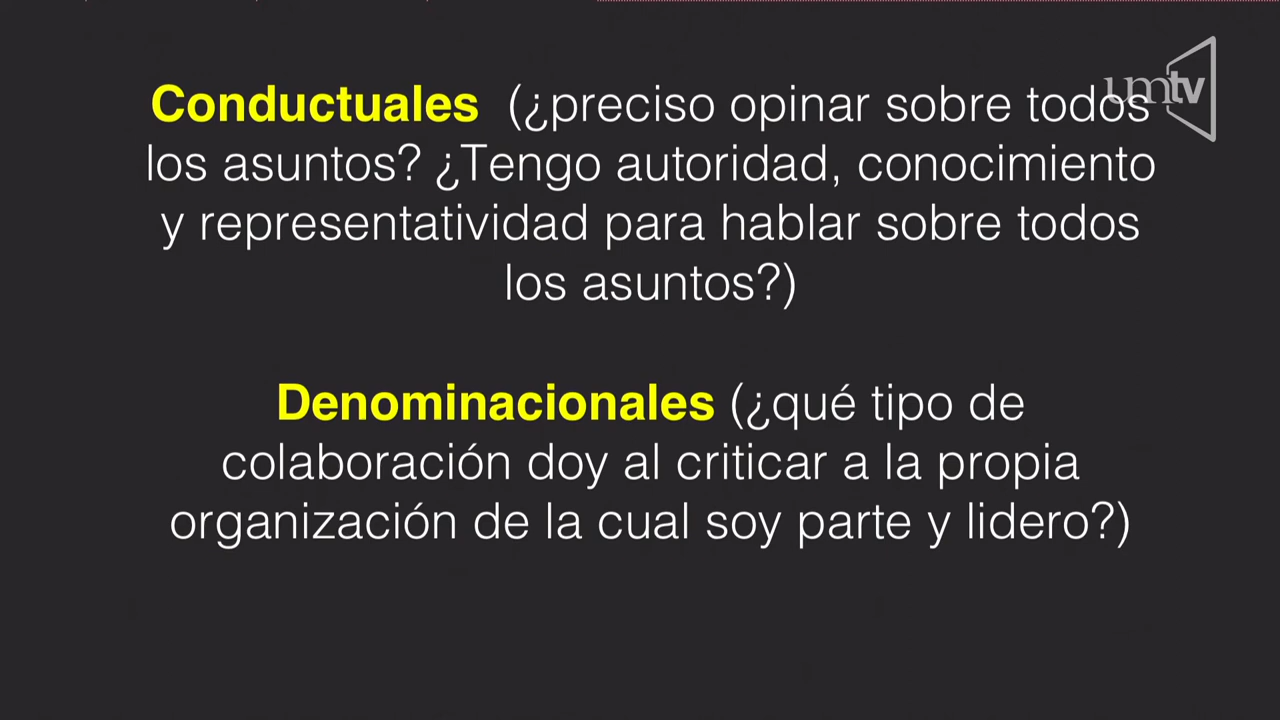 umtv
Conductuales (¿preciso opinar sobre todos
los asuntos? ¿Tengo autoridad, conocimiento
y representatividad para hablar sobre todos
los asuntos?)
Denominacionales (¿qué tipo de
colaboración doy al criticar a la propia
organización de la cual soy parte y lidero?)